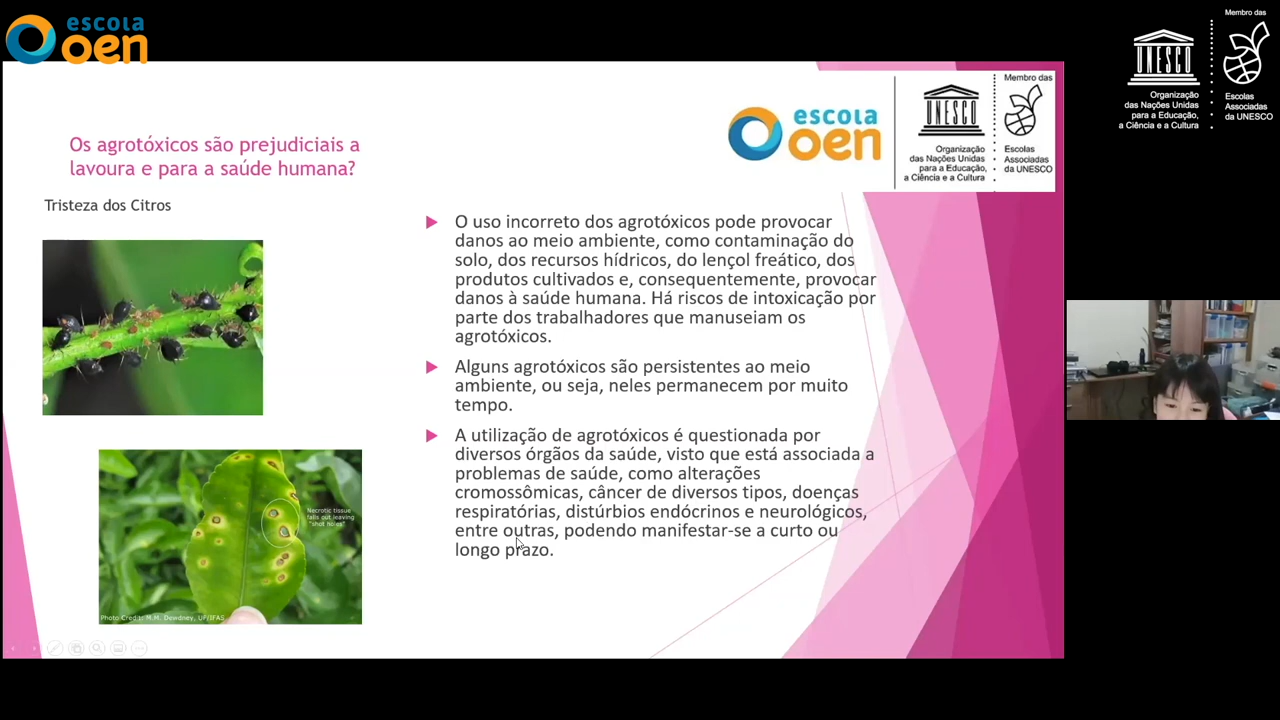 escola
oen
Membro das
UNESCO
Organização
das Nações Unidas
para a Educação,
a Ciência e a Cultura
Escolas
Associadas
da UNESCO
escola
oen
UNESCO
Organização
das Nações Unidas
para a Educação,
a Ciência e a Cultura
Membro das
Escolas
Associadas
da UNESCO
Os agrotóxicos são prejudiciais a
lavoura e para a saúde humana?
Tristeza dos Citros
Necrotic tissue
falls out leaving
"shot holes"
Photo Credit: M.M. Dewdney, UF/IFAS
O uso incorreto dos agrotóxicos pode provocar
danos ao meio ambiente, como contaminação do
solo, dos recursos hídricos, do lençol freático, dos
produtos cultivados e, consequentemente, provocar
danos à saúde humana. Há riscos de intoxicação por
parte dos trabalhadores que manuseiam os
agrotóxicos.
Alguns agrotóxicos são persistentes ao meio
ambiente, ou seja, neles permanecem por muito
tempo.
A utilização de agrotóxicos é questionada por
diversos órgãos da saúde, visto que está associada a
problemas de saúde, como alterações
cromossômicas, câncer de diversos tipos, doenças
respiratórias, distúrbios endócrinos e neurológicos,
entre outras, podendo manifestar-se a curto ou
longo prazo.